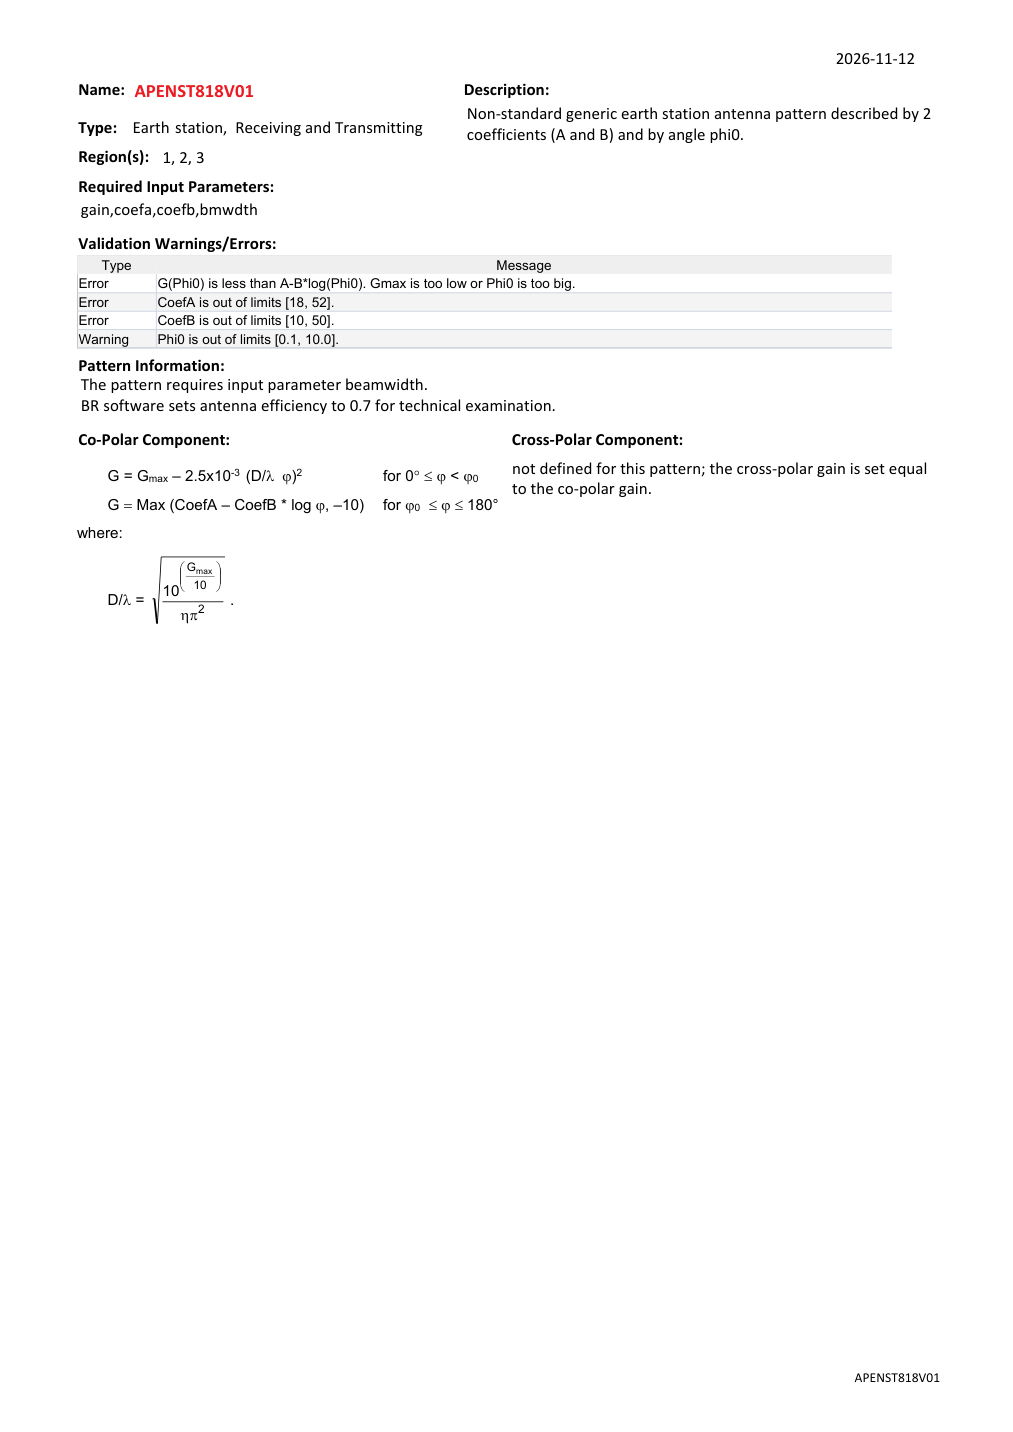 2026-11-12
Name: APENST818V01
Type: Earth station, Receiving and Transmitting
Region(s): 1, 2, 3
Required Input Parameters:
gain,coefa,coefb,bmwdth
Description:
Non-standard generic earth station antenna pattern described by 2
coefficients (A and B) and by angle phi0.
Validation Warnings/Errors:
Type Message
Error G(Phi0) is less than A-B*log(Phi0). Gmax is too low or Phi0 is too big.
Error CoefA is out of limits [18, 52].
Error CoefB is out of limits [10, 50].
Warning Phi0 is out of limits [0.1, 10.0].
Pattern Information:
The pattern requires input parameter beamwidth.
BR software sets antenna efficiency to 0.7 for technical examination.
Co-Polar Component:
G = Gmax – 2.5x10-3 (D/λ φ)2 for 0° ≤ φ < φ0
G = Max (CoefA – CoefB * log φ, –10) for φ0 ≤ φ ≤ 180°
where:
D/λ = √(10^(Gmax/10) / ηπ2) .
Cross-Polar Component:
not defined for this pattern; the cross-polar gain is set equal
to the co-polar gain.
APENST818V01